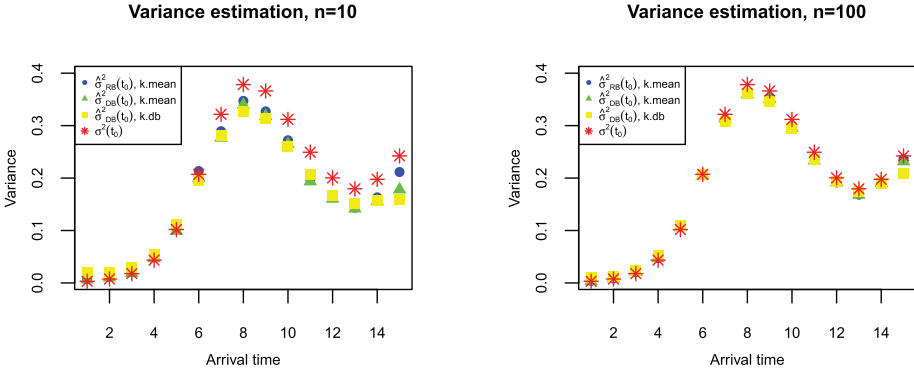 Variance estimation, n=10
0.4
0.3
0.2
0.1
0.0
Variance
σ̂²RB(t0), k.mean
σ̂²DB(t0), k.mean
σ̂²DB(t0), k.db
σ²(t0)
2 4 6 8 10 12 14
Arrival time
Variance estimation, n=100
0.4
0.3
0.2
0.1
0.0
Variance
σ̂²RB(t0), k.mean
σ̂²DB(t0), k.mean
σ̂²DB(t0), k.db
σ²(t0)
2 4 6 8 10 12 14
Arrival time